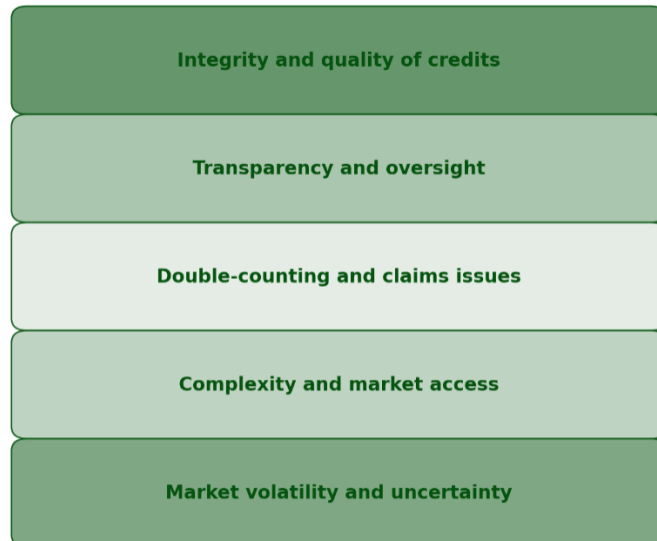 Integrity and quality of credits
Transparency and oversight
Double-counting and claims issues
Complexity and market access
Market volatility and uncertainty